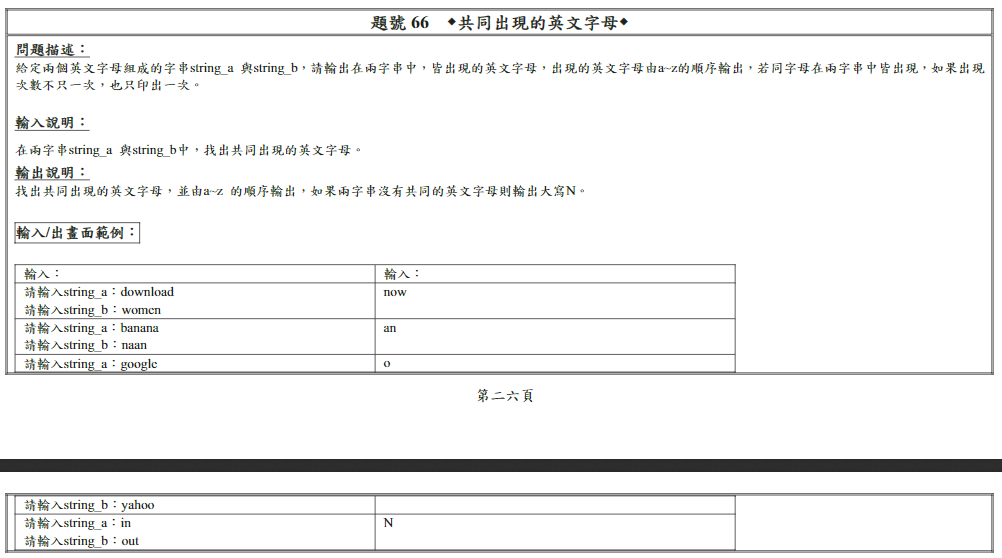 題號 66 ◆共同出現的英文字母◆
問題描述：
給定兩個英文字母組成的字串string_a 與string_b，請輸出在兩字串中，皆出現的英文字母，出現的英文字母由a~z的順序輸出，若同字母在兩字串中皆出現，如果出現
次數不只一次，也只印出一次。
輸入說明：
在兩字串string_a 與string_b中，找出共同出現的英文字母。
輸出說明：
找出共同出現的英文字母，並由a~z 的順序輸出，如果兩字串沒有共同的英文字母則輸出大寫N。
輸入/出畫面範例：
輸入： 輸入：
請輸入string_a：download now
請輸入string_b：women
請輸入string_a：banana an
請輸入string_b：naan
請輸入string_a：google o
第二六頁
請輸入string_b：yahoo
請輸入string_a：in N
請輸入string_b：out